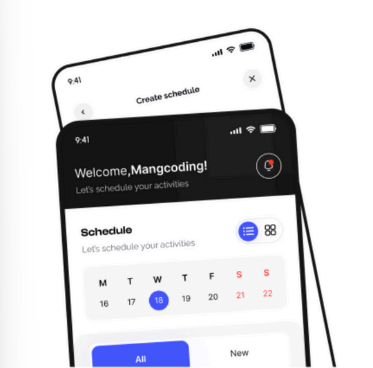 9:41
Create schedule
9:41
Welcome,Mangcoding!
Let's schedule your activities
Schedule
Let's schedule your activities
M T W T F S S
16 17 18 19 20 21 22
All New